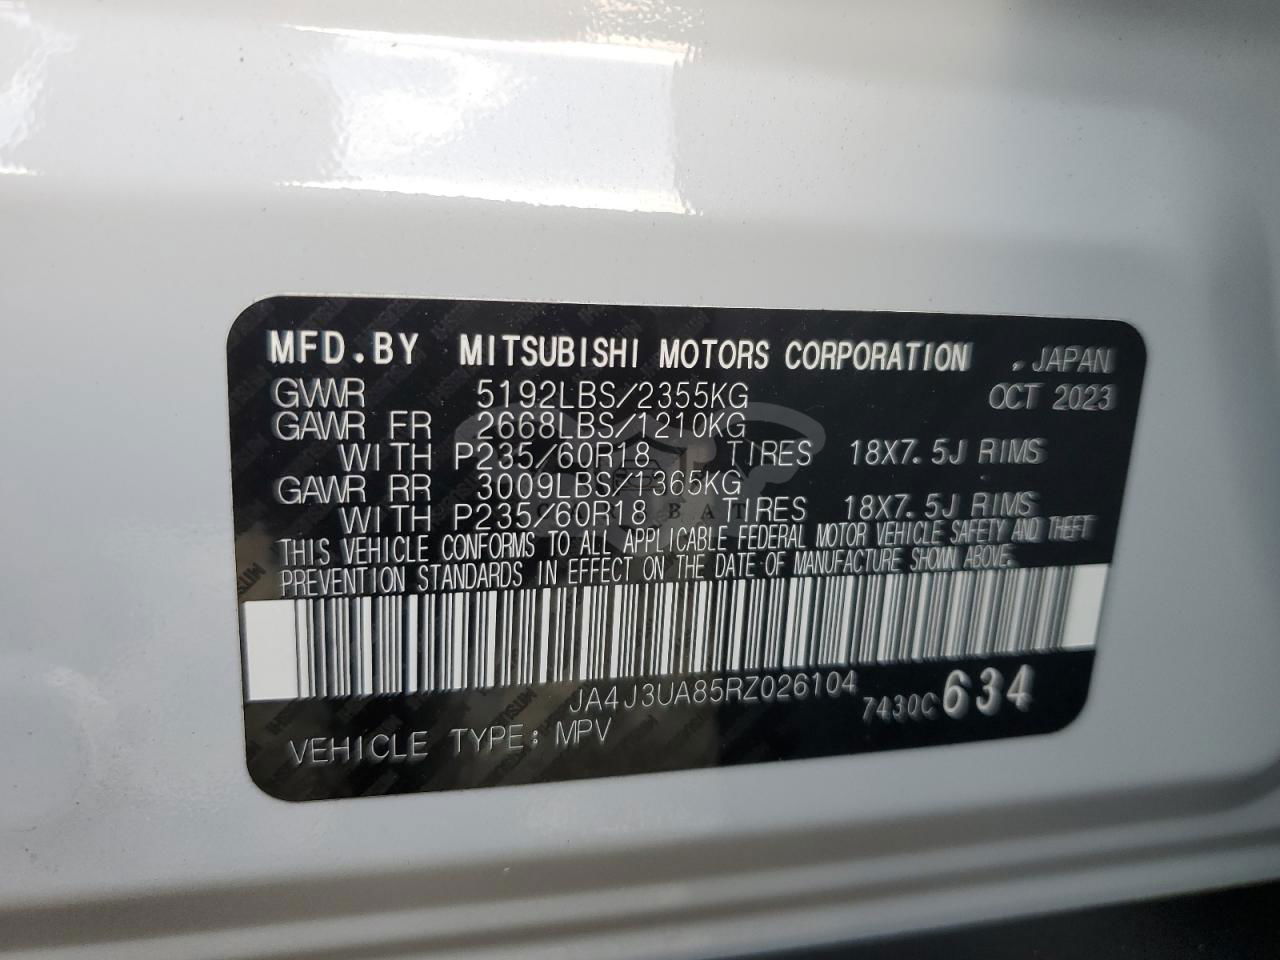 MFD.BY MITSUBISHI MOTORS CORPORATION , JAPAN
GVWR 5192LBS/2355KG OCT 2023
GAWR FR 2668LBS/1210KG
WITH P235/60R18 TIRES 18X7.5J RIMS
GAWR RR 3009LBS/1365KG
WITH P235/60R18 TIRES 18X7.5J RIMS
THIS VEHICLE CONFORMS TO ALL APPLICABLE FEDERAL MOTOR VEHICLE SAFETY AND THEFT
PREVENTION STANDARDS IN EFFECT ON THE DATE OF MANUFACTURE SHOWN ABOVE.
JA4J3UA85RZ026104 7430C 634
VEHICLE TYPE: MPV